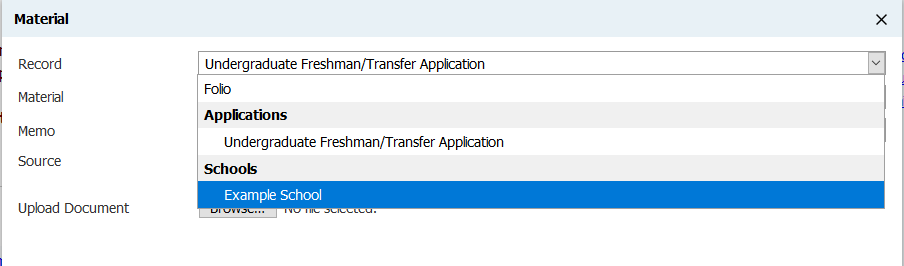 Material
Record
Undergraduate Freshman/Transfer Application
Folio
Material
Applications
Memo
Undergraduate Freshman/Transfer Application
Source
Schools
Example School
Upload Document
Browse... No file selected.